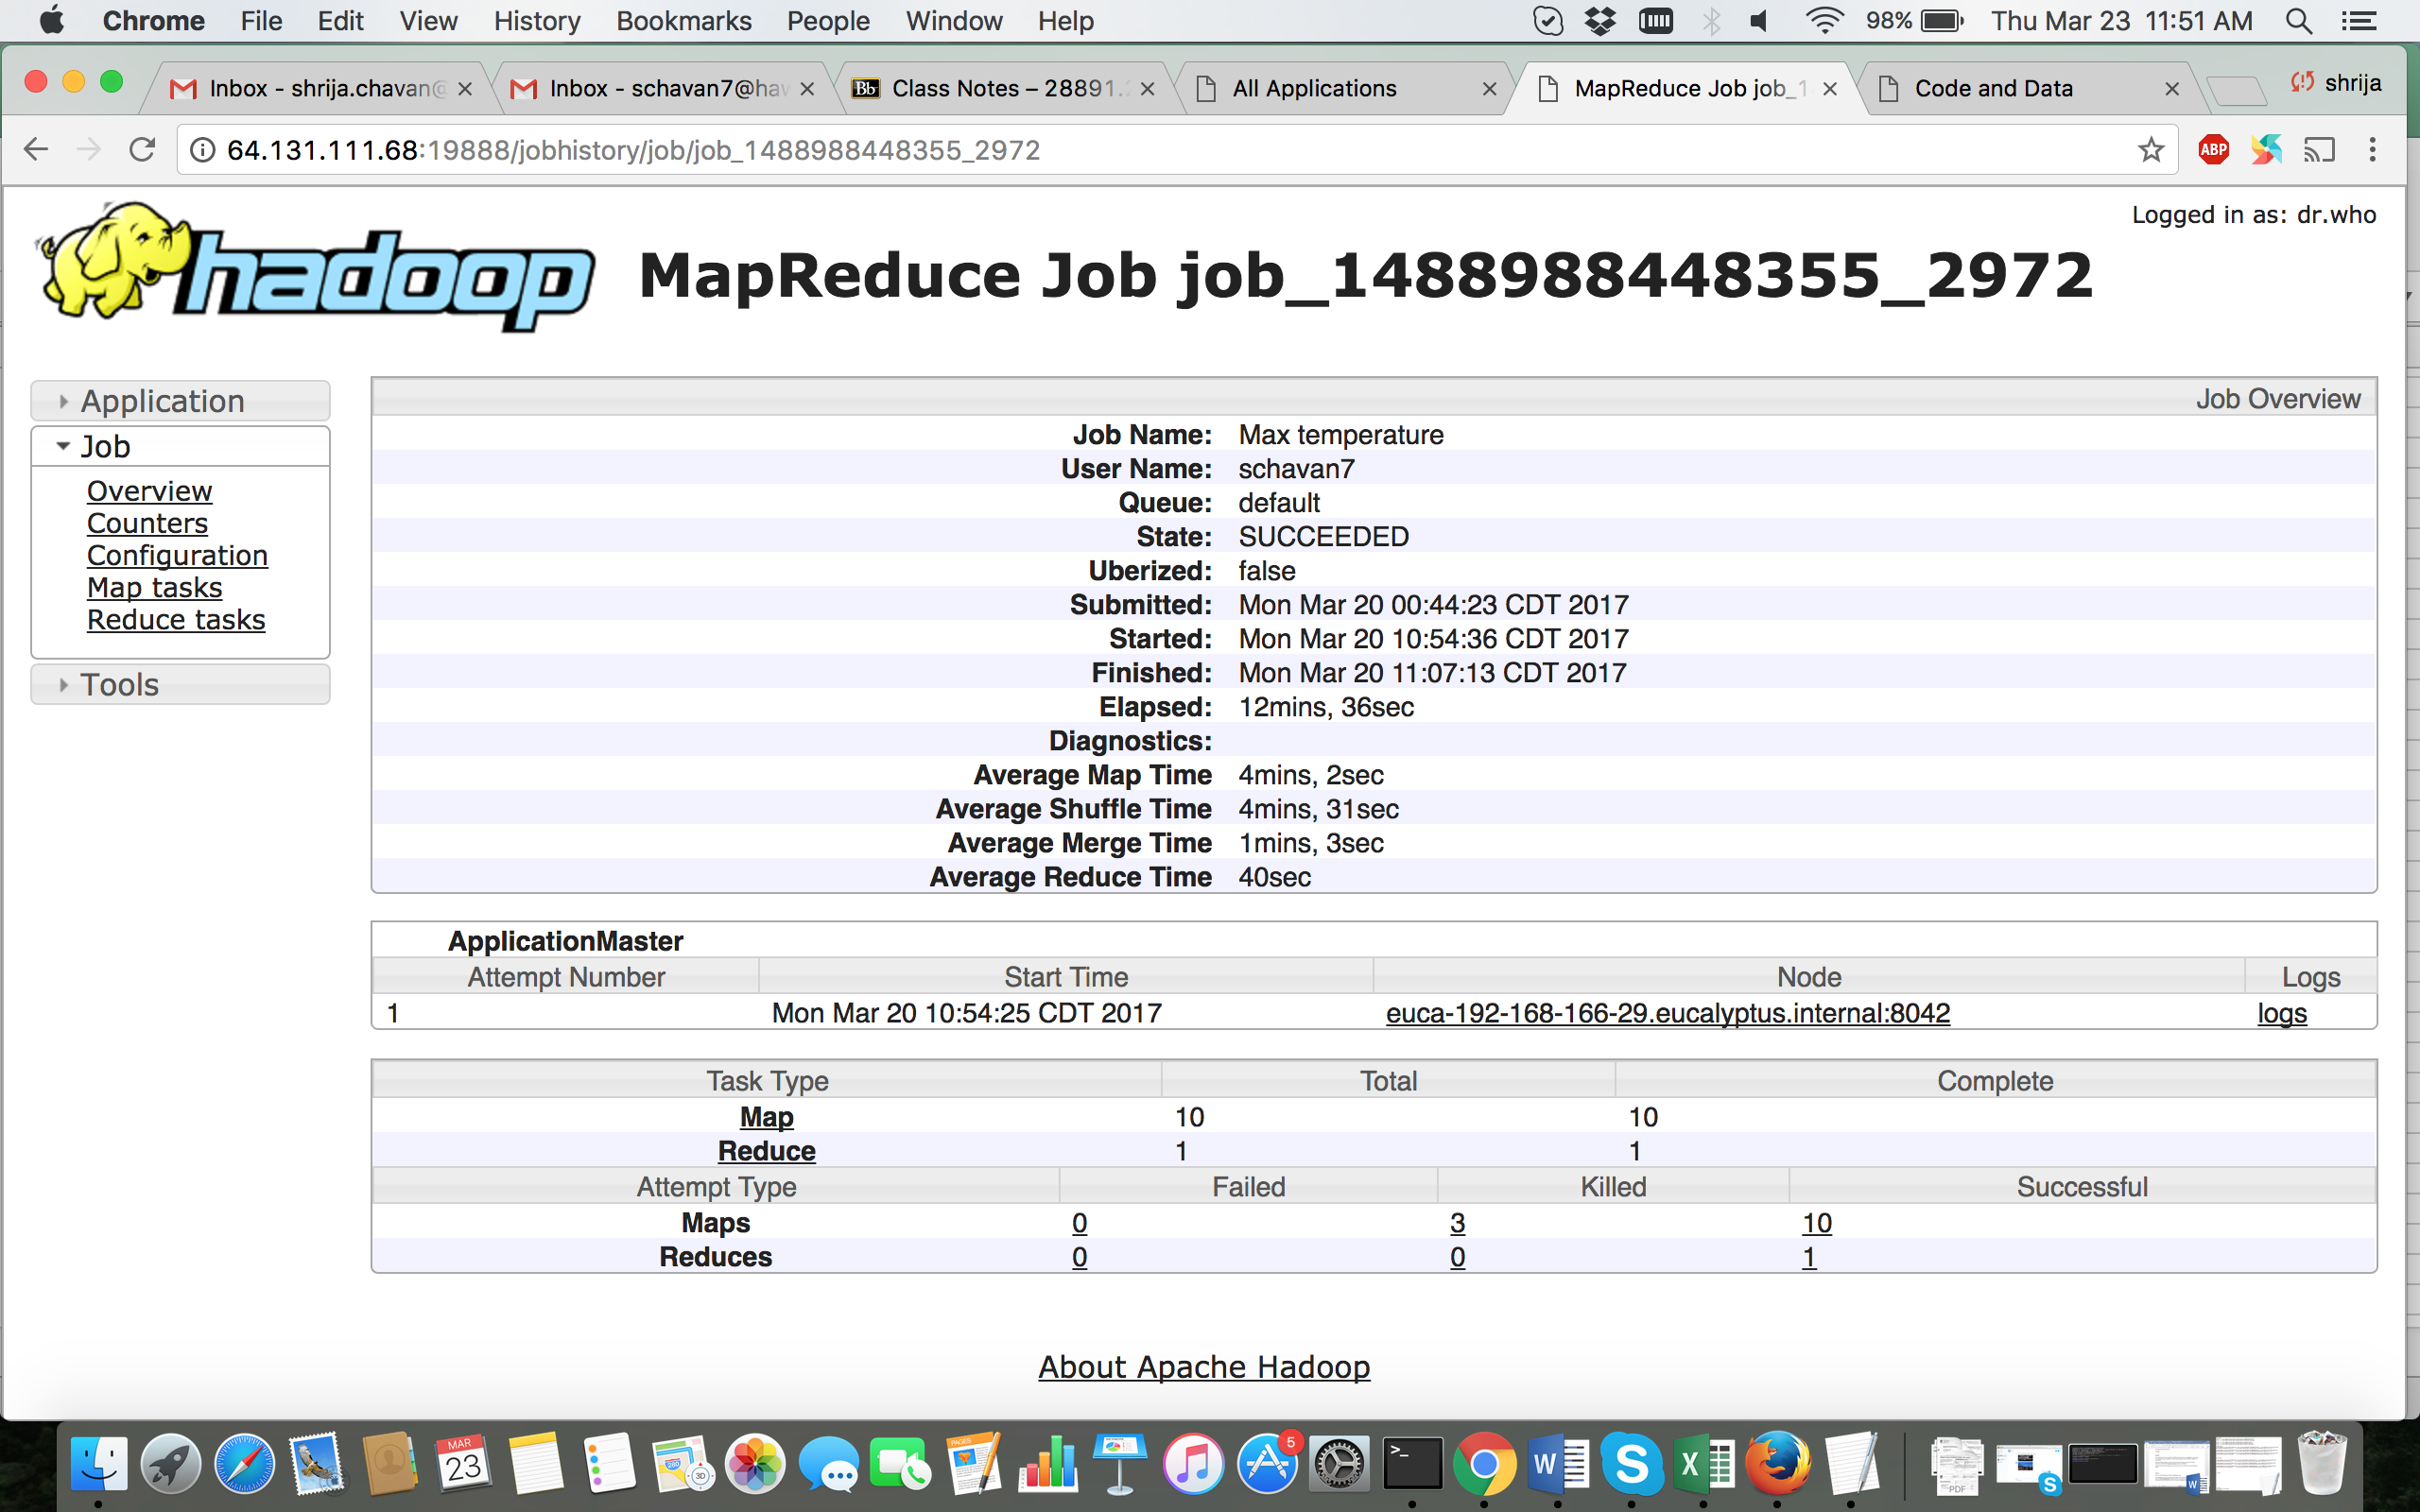 Chrome File Edit View History Bookmarks People Window Help 98% Thu Mar 23 11:51 AM
Inbox - shrija.chavan@ Inbox - schavan7@haw Class Notes – 28891.2 All Applications MapReduce Job job_1 Code and Data shrija
64.131.111.68:19888/jobhistory/job/job_1488988448355_2972 ABP
Logged in as: dr.who
hadoop MapReduce Job job_1488988448355_2972
Application
Job
Overview
Counters
Configuration
Map tasks
Reduce tasks
Tools
Job Overview
Job Name: Max temperature
User Name: schavan7
Queue: default
State: SUCCEEDED
Uberized: false
Submitted: Mon Mar 20 00:44:23 CDT 2017
Started: Mon Mar 20 10:54:36 CDT 2017
Finished: Mon Mar 20 11:07:13 CDT 2017
Elapsed: 12mins, 36sec
Diagnostics:
Average Map Time 4mins, 2sec
Average Shuffle Time 4mins, 31sec
Average Merge Time 1mins, 3sec
Average Reduce Time 40sec
ApplicationMaster
Attempt Number Start Time Node Logs
1 Mon Mar 20 10:54:25 CDT 2017 euca-192-168-166-29.eucalyptus.internal:8042 logs
Task Type Total Complete
Map 10 10
Reduce 1 1
Attempt Type Failed Killed Successful
Maps 0 3 10
Reduces 0 0 1
About Apache Hadoop
MAR
23
PAGES
3D
5
PDF